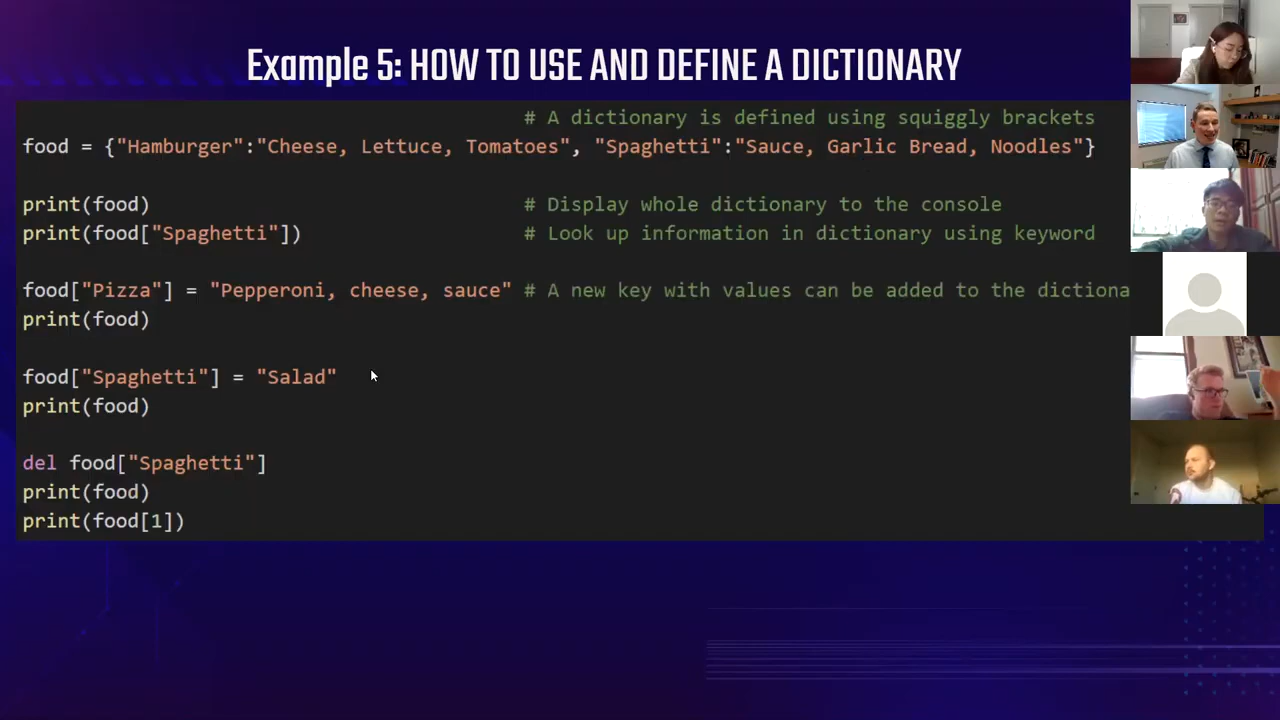 Example 5: HOW TO USE AND DEFINE A DICTIONARY
# A dictionary is defined using squiggly brackets
food = {"Hamburger":"Cheese, Lettuce, Tomatoes", "Spaghetti":"Sauce, Garlic Bread, Noodles"}
print(food) # Display whole dictionary to the console
print(food["Spaghetti"]) # Look up information in dictionary using keyword
food["Pizza"] = "Pepperoni, cheese, sauce" # A new key with values can be added to the dictiona
print(food)
food["Spaghetti"] = "Salad"
print(food)
del food["Spaghetti"]
print(food)
print(food[1])